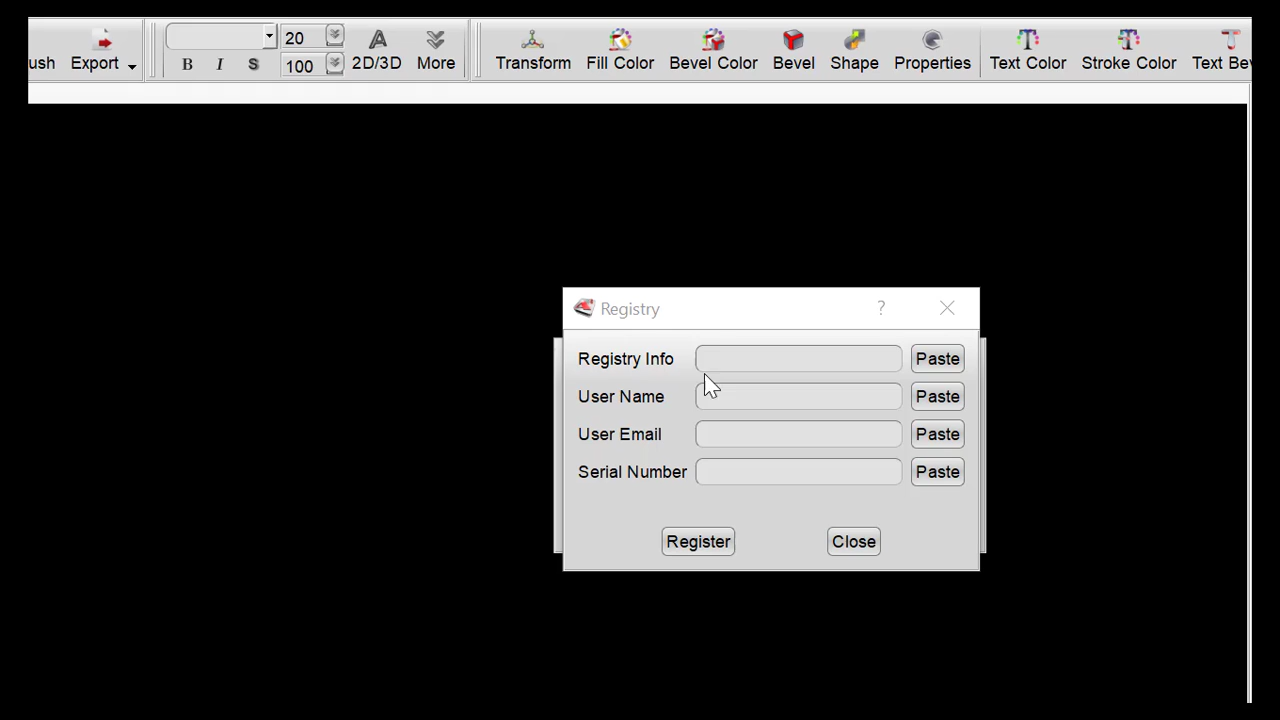 ush Export 20 2D/3D More Transform Fill Color Bevel Color Bevel Shape Properties Text Color Stroke Color Text Bev
B I S 100
Registry ?
Registry Info Paste
User Name Paste
User Email Paste
Serial Number Paste
Register Close